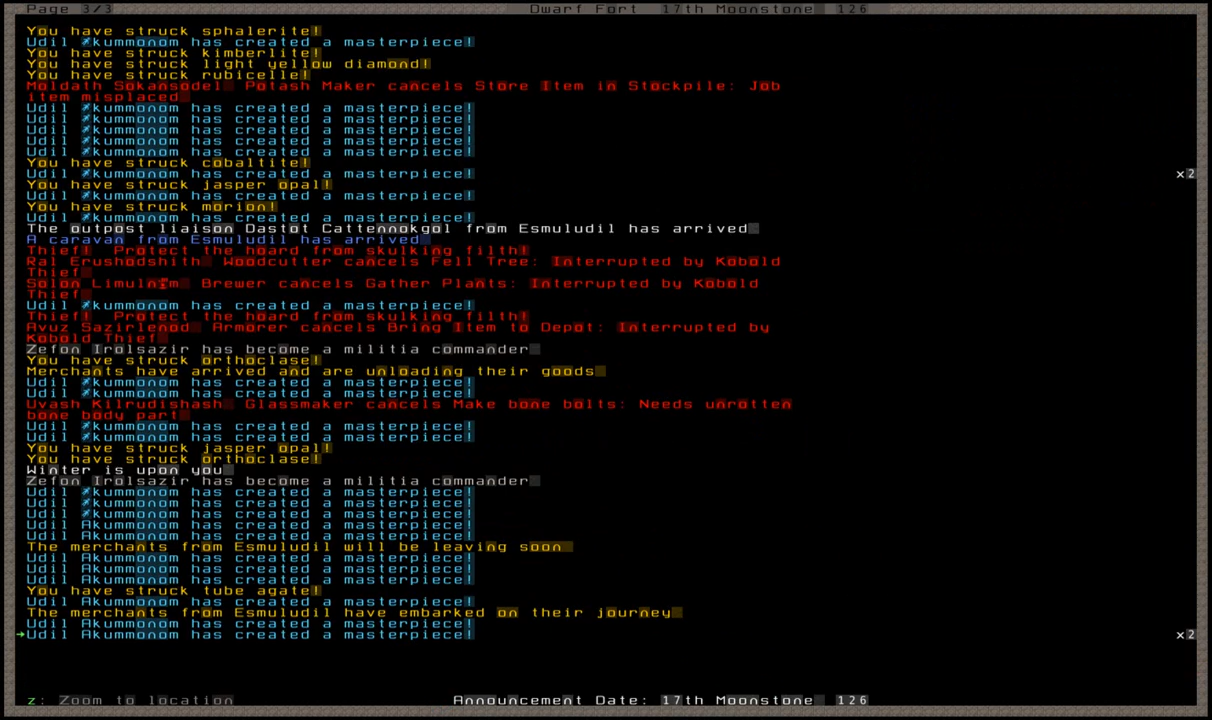 Page 3/3 Dwarf Fort 17th Moonstone 126
You have struck sphalerite!
Udil Akummonom has created a masterpiece!
You have struck kimberlite!
You have struck light yellow diamond!
You have struck rubicelle!
Potash Maker cancels Store Item in Stockpile: Job
item misplaced
Udil Akummonom has created a masterpiece!
Udil Akummonom has created a masterpiece!
Udil Akummonom has created a masterpiece!
Udil Akummonom has created a masterpiece!
Udil Akummonom has created a masterpiece!
You have struck cobaltite!
Udil Akummonom has created a masterpiece! x2
You have struck jasper opal!
Udil Akummonom has created a masterpiece!
You have struck morion!
Udil Akummonom has created a masterpiece!
The outpost liaison Dastot Cattennokgol from Esmuludil has arrived
A caravan from Esmuludil has arrived
Thief! Protect the hoard from skulking filth!
Ral Erushodshith Woodcutter cancels Fell Tree: Interrupted by Kobold
Thief
Brewer cancels Gather Plants: Interrupted by Kobold
Thief
Udil Akummonom has created a masterpiece!
Thief! Protect the hoard from skulking filth!
Avuz Sazirlenod Armorer cancels Bring Item to Depot: Interrupted by
Kobold Thief
Zefon Irolsazir has become a militia commander
You have struck orthoclase!
Merchants have arrived and are unloading their goods
Udil Akummonom has created a masterpiece!
Udil Akummonom has created a masterpiece!
Uvash Kilrudishash Glassmaker cancels Make bone bolts: Needs unrotten
bone body part
Udil Akummonom has created a masterpiece!
Udil Akummonom has created a masterpiece!
You have struck jasper opal!
You have struck orthoclase!
Winter is upon you
Zefon Irolsazir has become a militia commander
Udil Akummonom has created a masterpiece!
Udil Akummonom has created a masterpiece!
Udil Akummonom has created a masterpiece!
Udil Akummonom has created a masterpiece!
Udil Akummonom has created a masterpiece!
The merchants from Esmuludil will be leaving soon
Udil Akummonom has created a masterpiece!
Udil Akummonom has created a masterpiece!
Udil Akummonom has created a masterpiece!
You have struck tube agate!
Udil Akummonom has created a masterpiece!
The merchants from Esmuludil have embarked on their journey
Udil Akummonom has created a masterpiece!
Udil Akummonom has created a masterpiece! x2
z: Zoom to location Announcement Date: 17th Moonstone 126